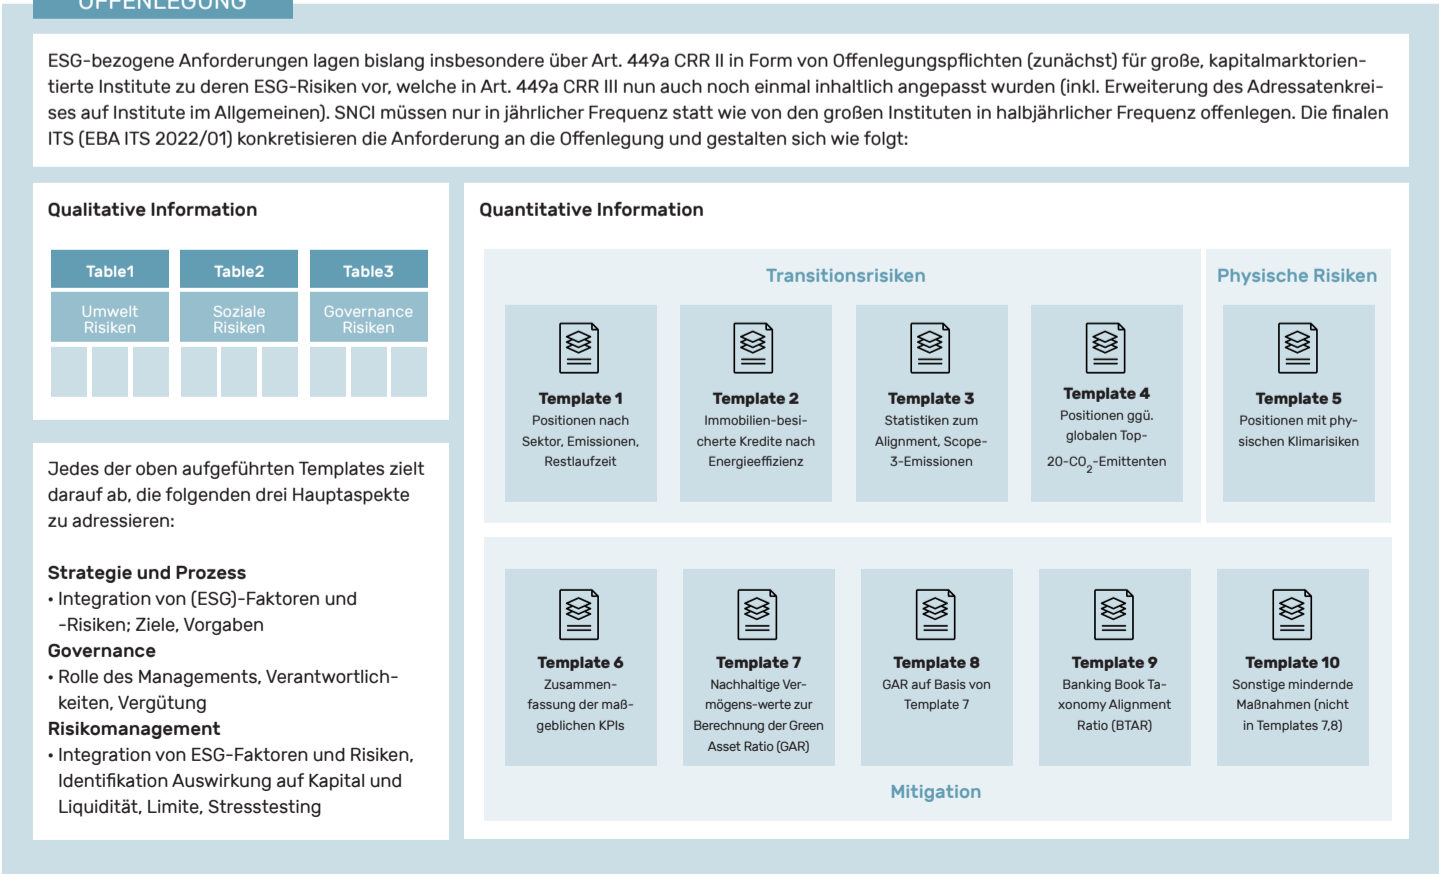 OFFENLEGUNG
ESG-bezogene Anforderungen lagen bislang insbesondere über Art. 449a CRR II in Form von Offenlegungspflichten (zunächst) für große, kapitalmarktorien-
tierte Institute zu deren ESG-Risiken vor, welche in Art. 449a CRR III nun auch noch einmal inhaltlich angepasst wurden (inkl. Erweiterung des Adressatenkrei-
ses auf Institute im Allgemeinen). SNCI müssen nur in jährlicher Frequenz statt wie von den großen Instituten in halbjährlicher Frequenz offenlegen. Die finalen
ITS (EBA ITS 2022/01) konkretisieren die Anforderung an die Offenlegung und gestalten sich wie folgt:
Qualitative Information
Table1
Umwelt
Risiken
Table2
Soziale
Risiken
Table3
Governance
Risiken
Jedes der oben aufgeführten Templates zielt
darauf ab, die folgenden drei Hauptaspekte
zu adressieren:
Strategie und Prozess
• Integration von (ESG)-Faktoren und
-Risiken; Ziele, Vorgaben
Governance
• Rolle des Managements, Verantwortlich-
keiten, Vergütung
Risikomanagement
• Integration von ESG-Faktoren und Risiken,
Identifikation Auswirkung auf Kapital und
Liquidität, Limite, Stresstesting
Quantitative Information
Transitionsrisiken
Template 1
Positionen nach
Sektor, Emissionen,
Restlaufzeit
Template 2
Immobilien-besi-
cherte Kredite nach
Energieeffizienz
Template 3
Statistiken zum
Alignment, Scope-
3-Emissionen
Template 4
Positionen ggü.
globalen Top-
20-CO₂-Emittenten
Physische Risiken
Template 5
Positionen mit phy-
sischen Klimarisiken
Template 6
Zusammen-
fassung der maß-
geblichen KPIs
Template 7
Nachhaltige Ver-
mögens-werte zur
Berechnung der Green
Asset Ratio (GAR)
Template 8
GAR auf Basis von
Template 7
Template 9
Banking Book Ta-
xonomy Alignment
Ratio (BTAR)
Template 10
Sonstige mindernde
Maßnahmen (nicht
in Templates 7,8)
Mitigation